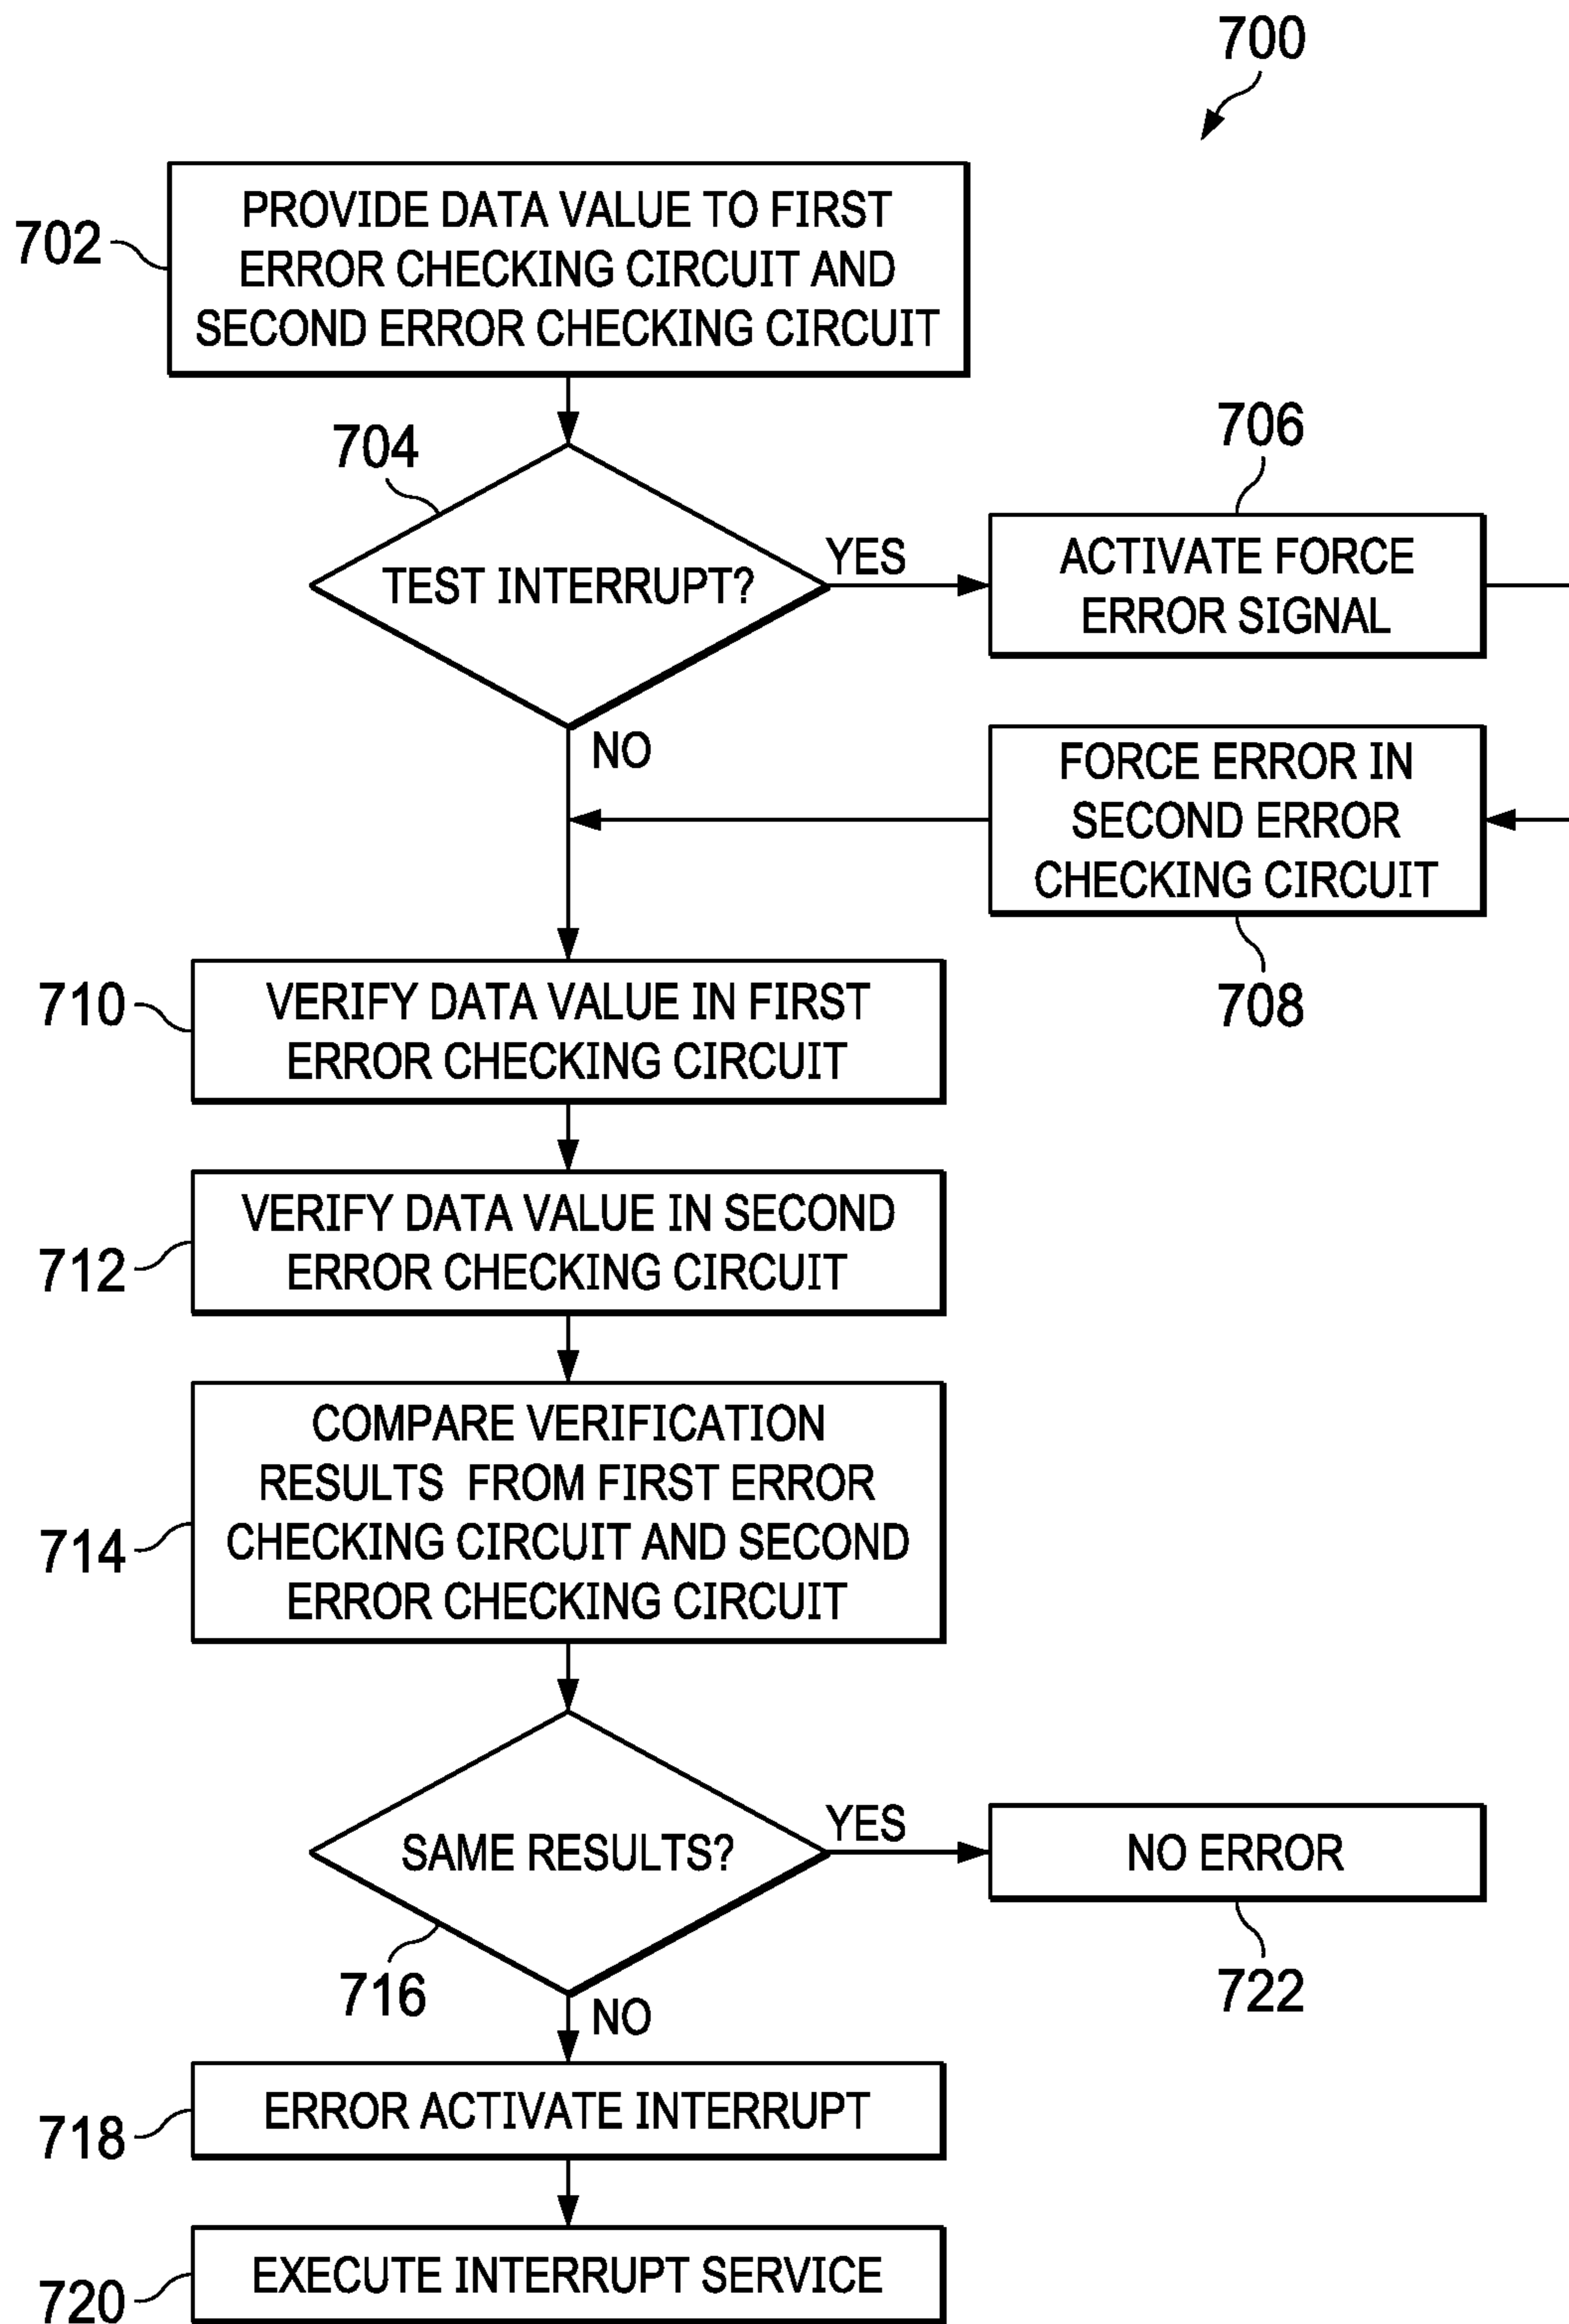 700
702
PROVIDE DATA VALUE TO FIRST
ERROR CHECKING CIRCUIT AND
SECOND ERROR CHECKING CIRCUIT
704
TEST INTERRUPT?
YES
NO
706
ACTIVATE FORCE
ERROR SIGNAL
FORCE ERROR IN
SECOND ERROR
CHECKING CIRCUIT
708
710
VERIFY DATA VALUE IN FIRST
ERROR CHECKING CIRCUIT
712
VERIFY DATA VALUE IN SECOND
ERROR CHECKING CIRCUIT
714
COMPARE VERIFICATION
RESULTS FROM FIRST ERROR
CHECKING CIRCUIT AND SECOND
ERROR CHECKING CIRCUIT
SAME RESULTS?
YES
716
NO
NO ERROR
722
718
ERROR ACTIVATE INTERRUPT
720
EXECUTE INTERRUPT SERVICE